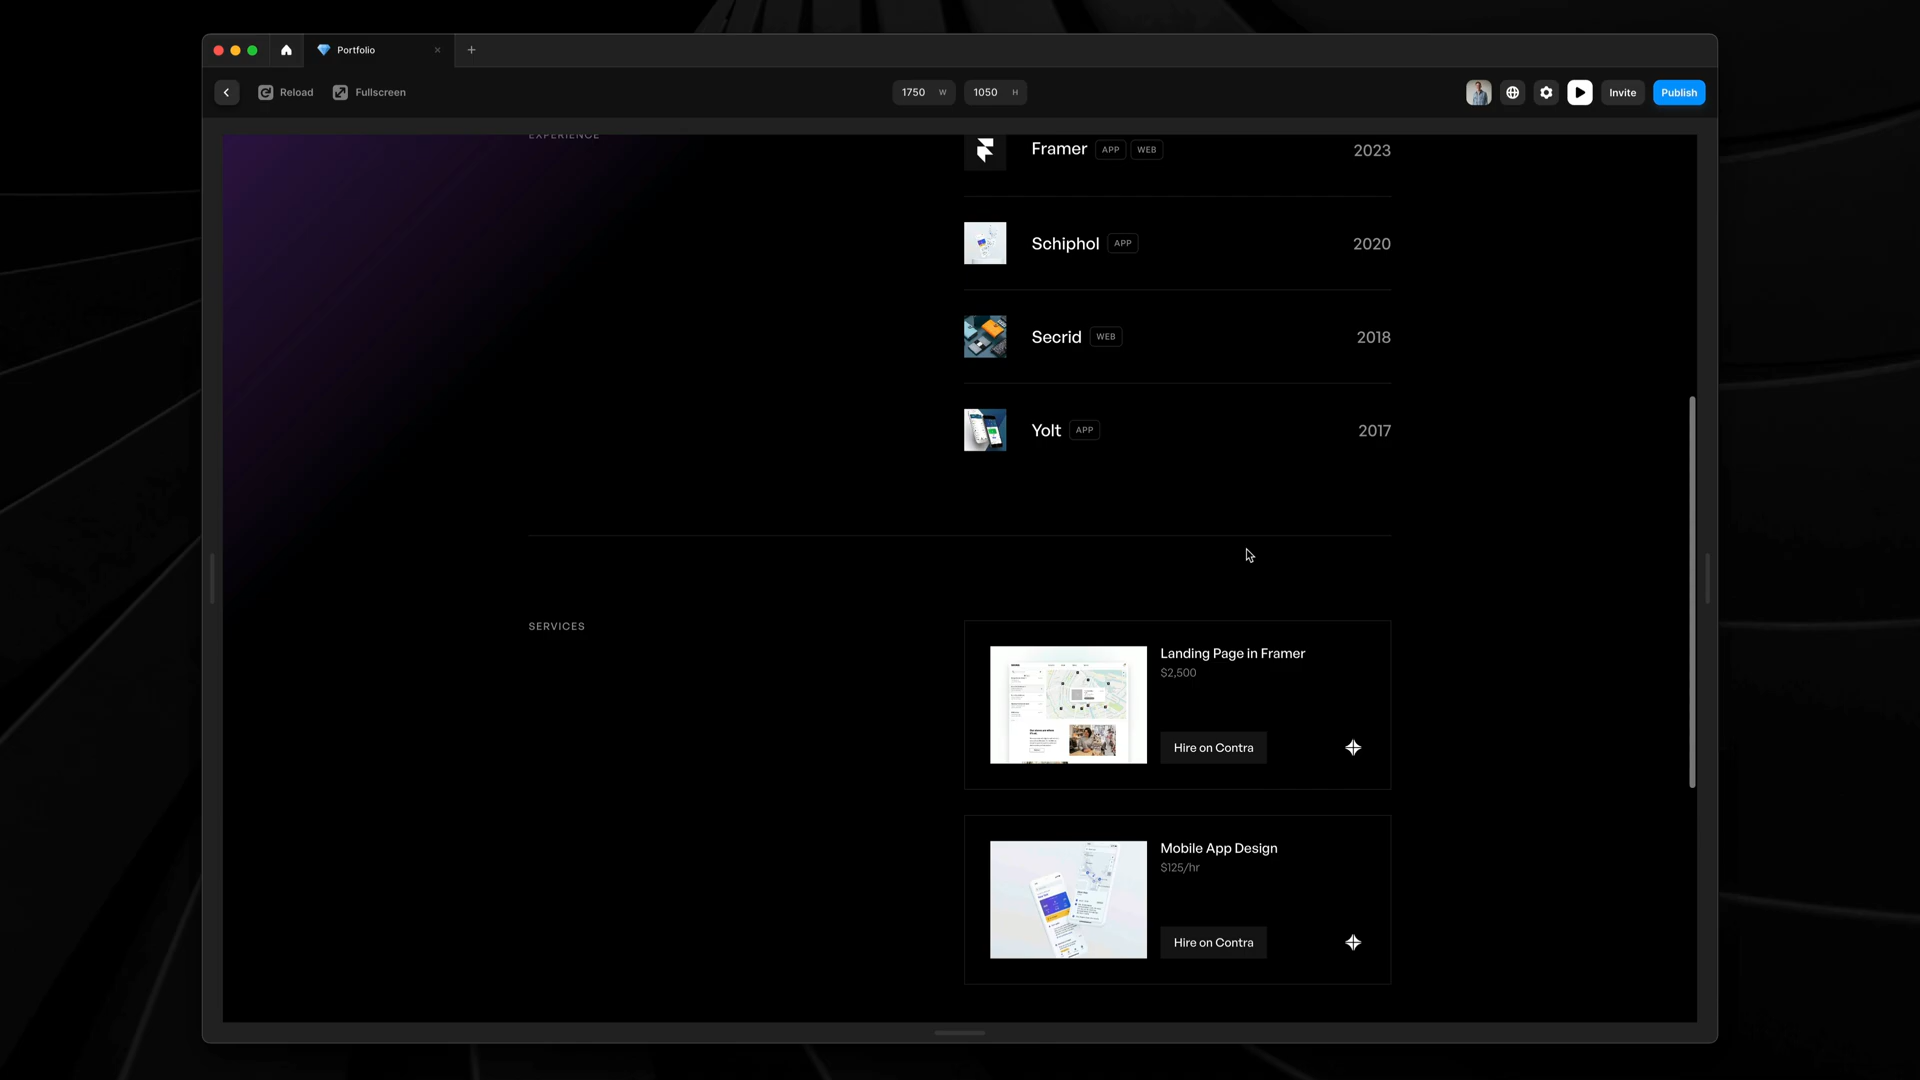 Portfolio
Reload
Fullscreen
1750 W
1050 H
Invite
Publish
EXPERIENCE
Framer APP WEB 2023
Schiphol APP 2020
Secrid WEB 2018
Yolt APP 2017
SERVICES
Landing Page in Framer
$2,500
Hire on Contra
Mobile App Design
$125/hr
Hire on Contra